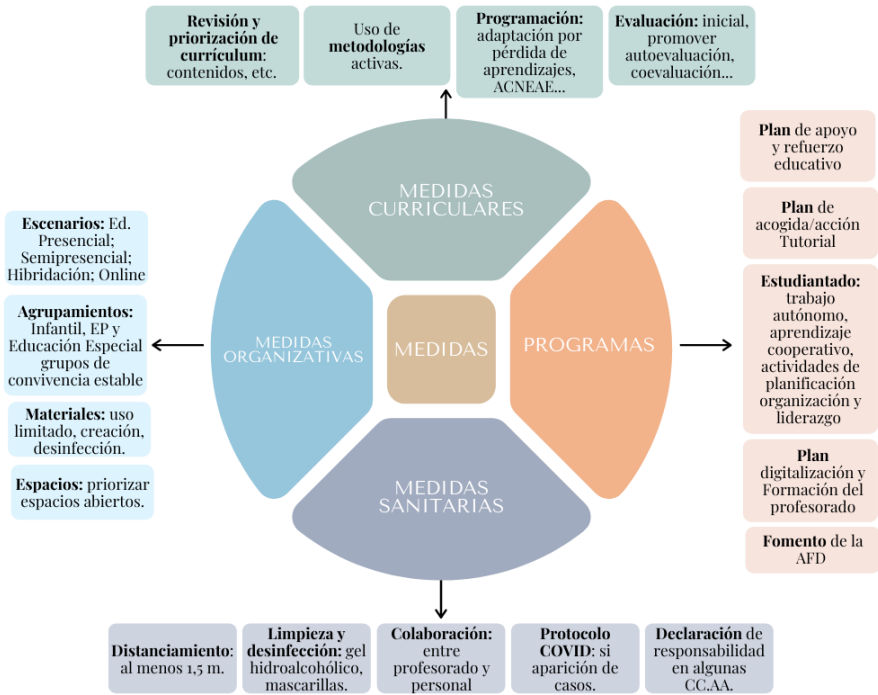 Revisión y
priorización de
currículum:
contenidos, etc.
Uso de
metodologías
activas.
Programación:
adaptación por
pérdida de
aprendizajes,
ACNEAE...
Evaluación: inicial,
promover
autoevaluación,
coevaluación...
MEDIDAS
CURRICULARES
Escenarios: Ed.
Presencial;
Semipresencial;
Hibridación; Online
Agrupamientos:
Infantil, EP y
Educación Especial
grupos de
convivencia estable
Materiales: uso
limitado, creación,
desinfección.
Espacios: priorizar
espacios abiertos.
MEDIDAS
ORGANIZATIVAS
MEDIDAS
PROGRAMAS
Plan de apoyo
y refuerzo
educativo
Plan de
acogida/acción
Tutorial
Estudiantado:
trabajo
autónomo,
aprendizaje
cooperativo,
actividades de
planificación
organización y
liderazgo
Plan
digitalización y
Formación del
profesorado
Fomento de la
AFD
MEDIDAS
SANITARIAS
Distanciamiento:
al menos 1,5 m.
Limpieza y
desinfección: gel
hidroalcohólico,
mascarillas.
Colaboración:
entre
profesorado y
personal
Protocolo
COVID: si
aparición de
casos.
Declaración de
responsabilidad
en algunas
CC.AA.